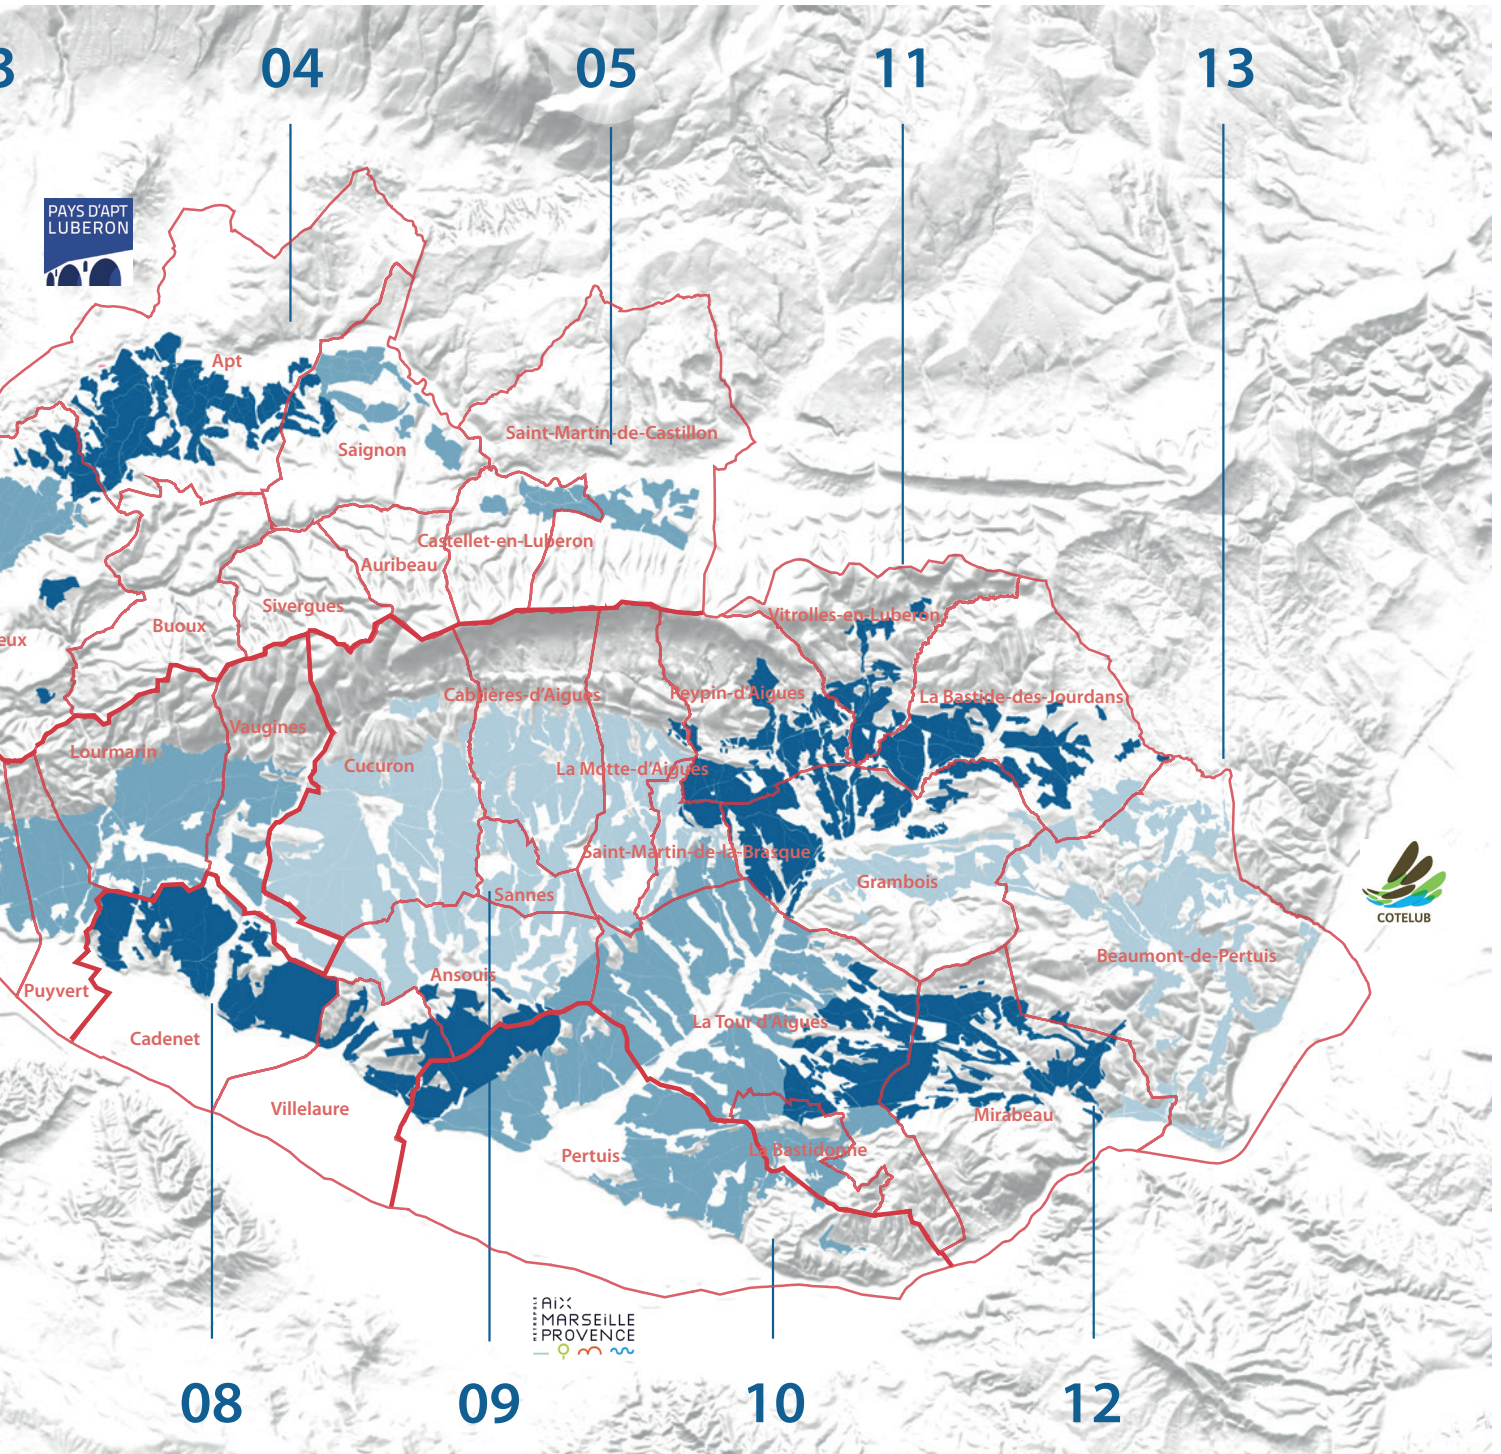 3
04
05
11
13
PAYS D'APT
LUBERON
Apt
Saignon
Saint-Martin-de-Castillon
Castellet-en-Luberon
Auribeau
Sivergues
Buoux
eux
Vitrolles-en-Luberon
Cabrières-d'Aigues
Peypin-d'Aigues
La Bastide-des-Jourdans
Vaugines
Lourmarin
Cucuron
La Motte-d'Aigues
Saint-Martin-de-la-Brasque
Grambois
Sannes
COTELUB
Beaumont-de-Pertuis
Ansouis
Puyvert
La Tour d'Aigues
Cadenet
Villelaure
Mirabeau
La Bastidonne
Pertuis
MÉTROPOLE
AIX
MARSEILLE
PROVENCE
08
09
10
12